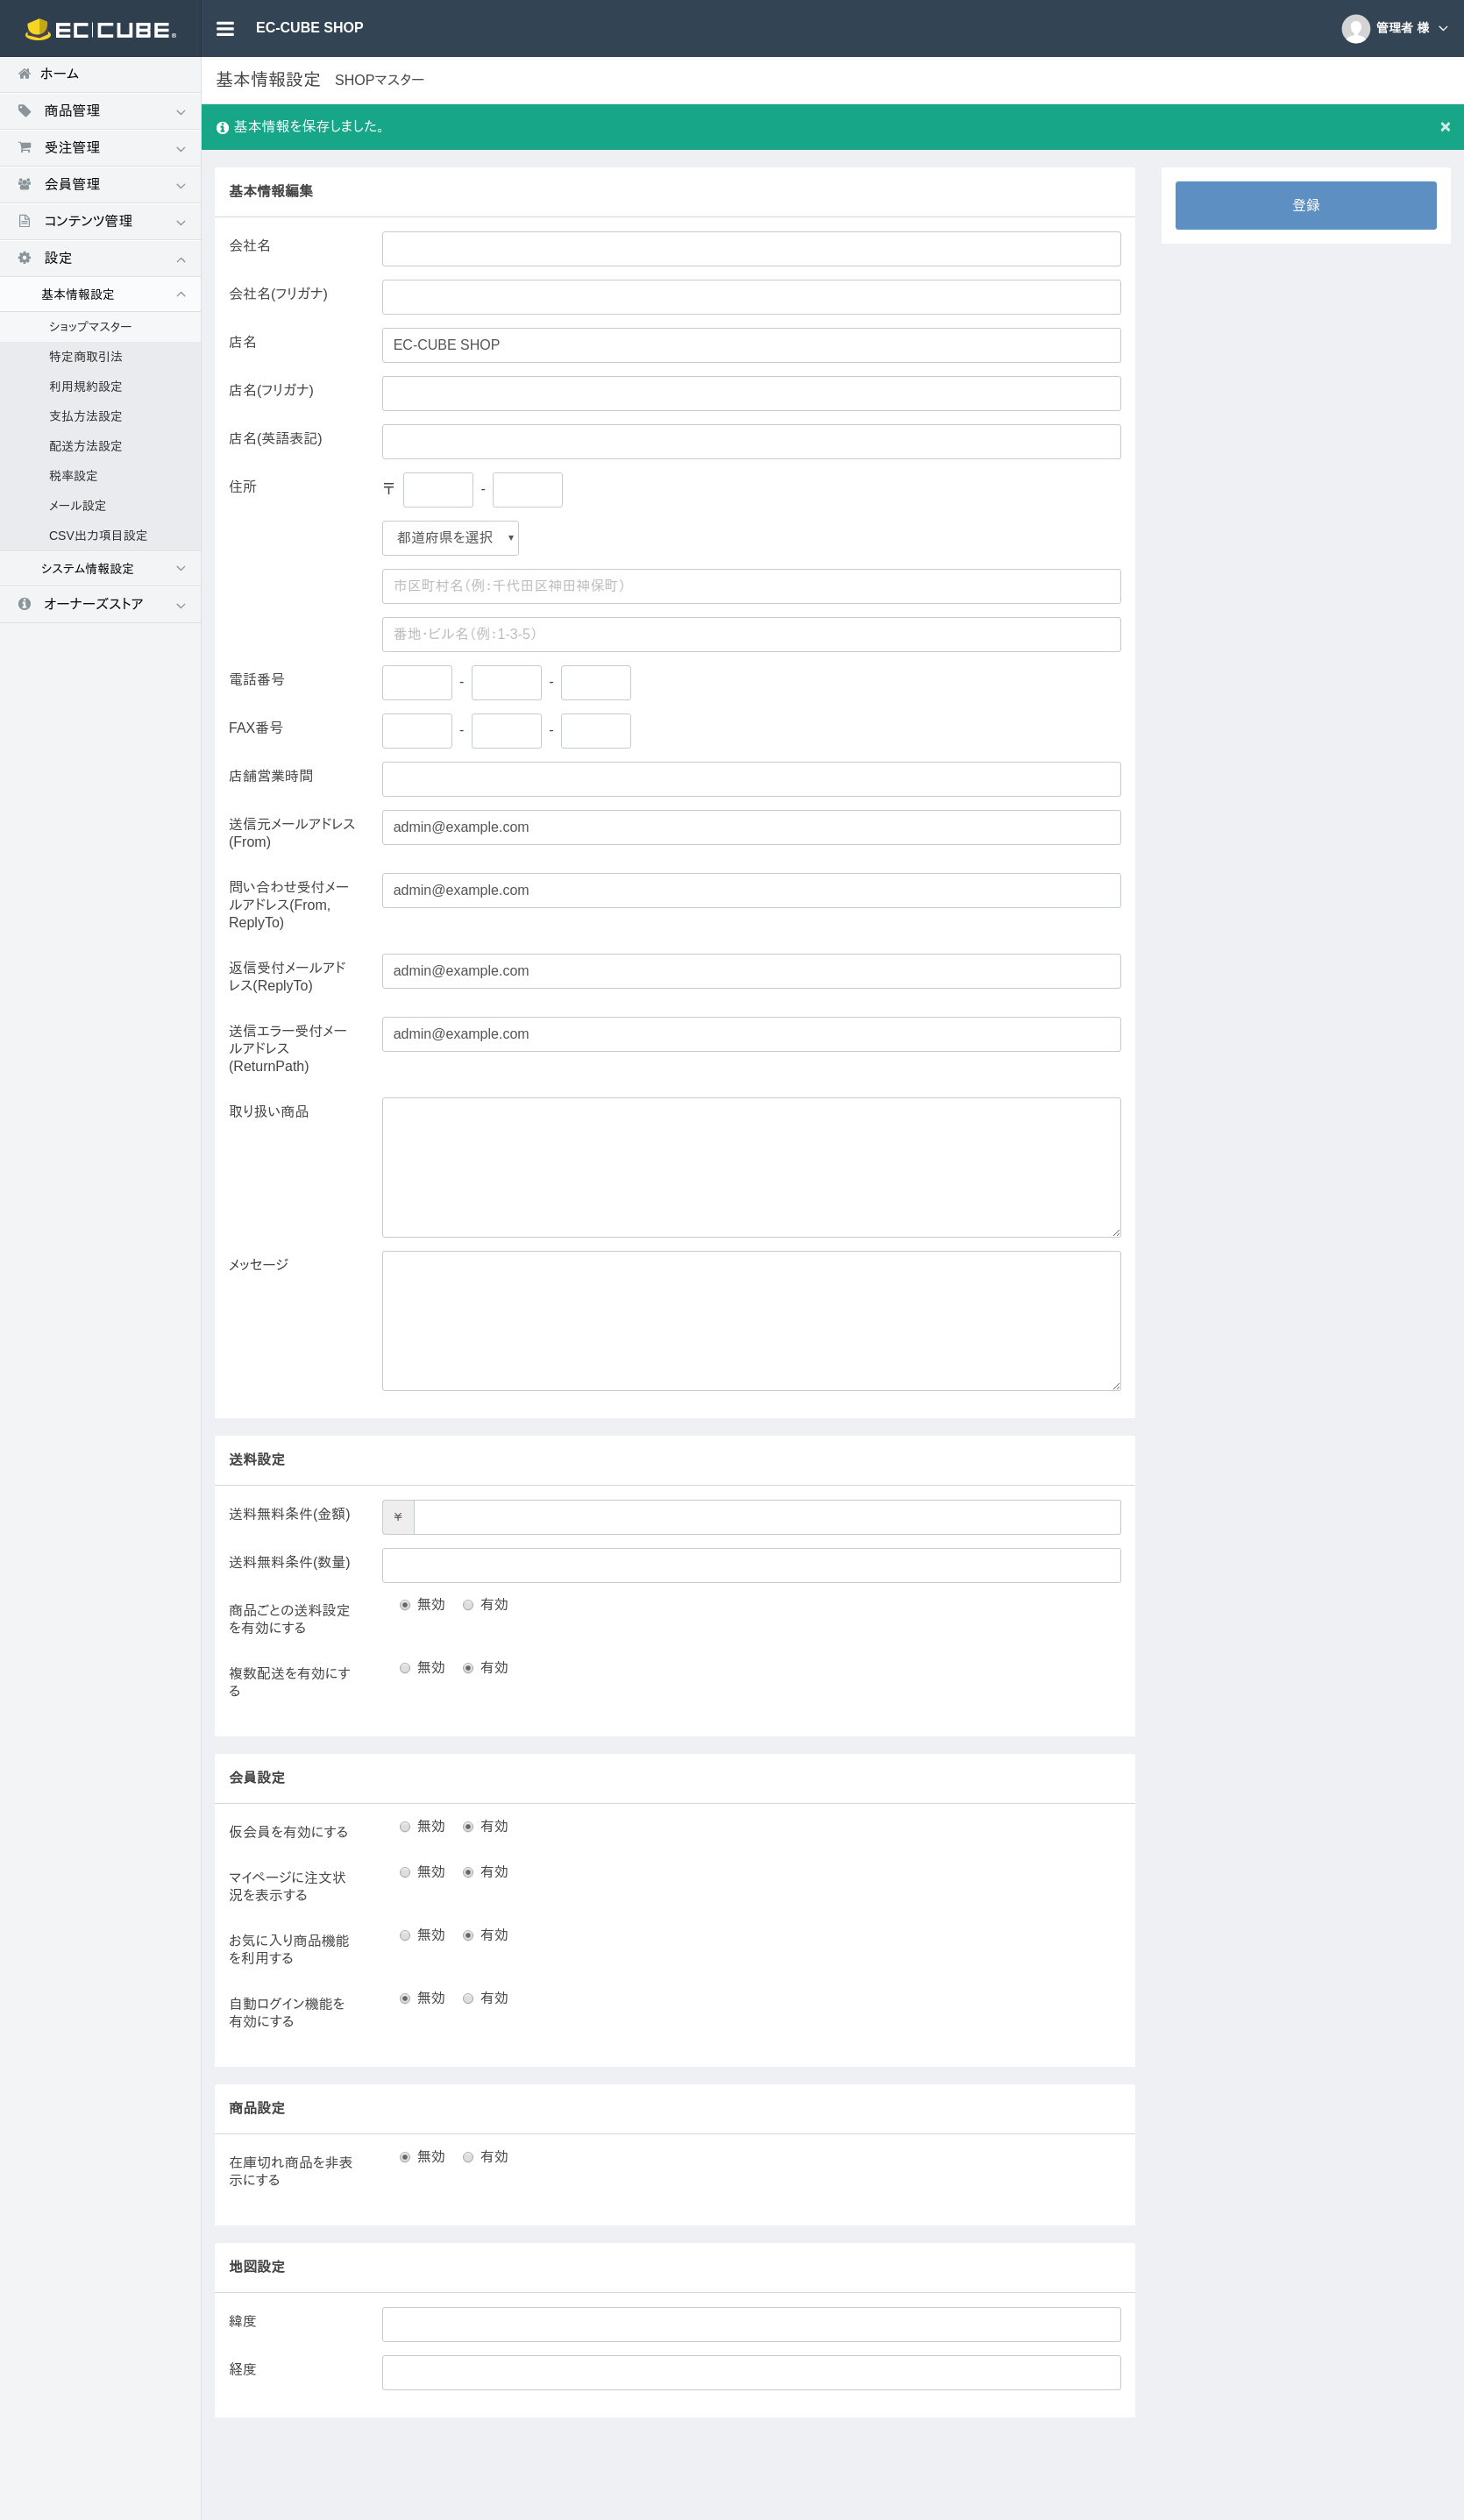 EC CUBE®
EC-CUBE SHOP
管理者 様
ホーム
商品管理
受注管理
会員管理
コンテンツ管理
設定
基本情報設定
ショップマスター
特定商取引法
利用規約設定
支払方法設定
配送方法設定
税率設定
メール設定
CSV出力項目設定
システム情報設定
オーナーズストア
基本情報設定 SHOPマスター
基本情報を保存しました。
×
基本情報編集
会社名
会社名(フリガナ)
店名
EC-CUBE SHOP
店名(フリガナ)
店名(英語表記)
住所
〒 -
都道府県を選択
市区町村名（例：千代田区神田神保町）
番地・ビル名（例：1-3-5）
電話番号
- -
FAX番号
- -
店舗営業時間
送信元メールアドレス
(From)
admin@example.com
問い合わせ受付メー
ルアドレス(From,
ReplyTo)
admin@example.com
返信受付メールアド
レス(ReplyTo)
admin@example.com
送信エラー受付メー
ルアドレス
(ReturnPath)
admin@example.com
取り扱い商品
メッセージ
送料設定
送料無料条件(金額)
¥
送料無料条件(数量)
商品ごとの送料設定
を有効にする
無効 有効
複数配送を有効にす
る
無効 有効
会員設定
仮会員を有効にする
無効 有効
マイページに注文状
況を表示する
無効 有効
お気に入り商品機能
を利用する
無効 有効
自動ログイン機能を
有効にする
無効 有効
商品設定
在庫切れ商品を非表
示にする
無効 有効
地図設定
緯度
経度
登録